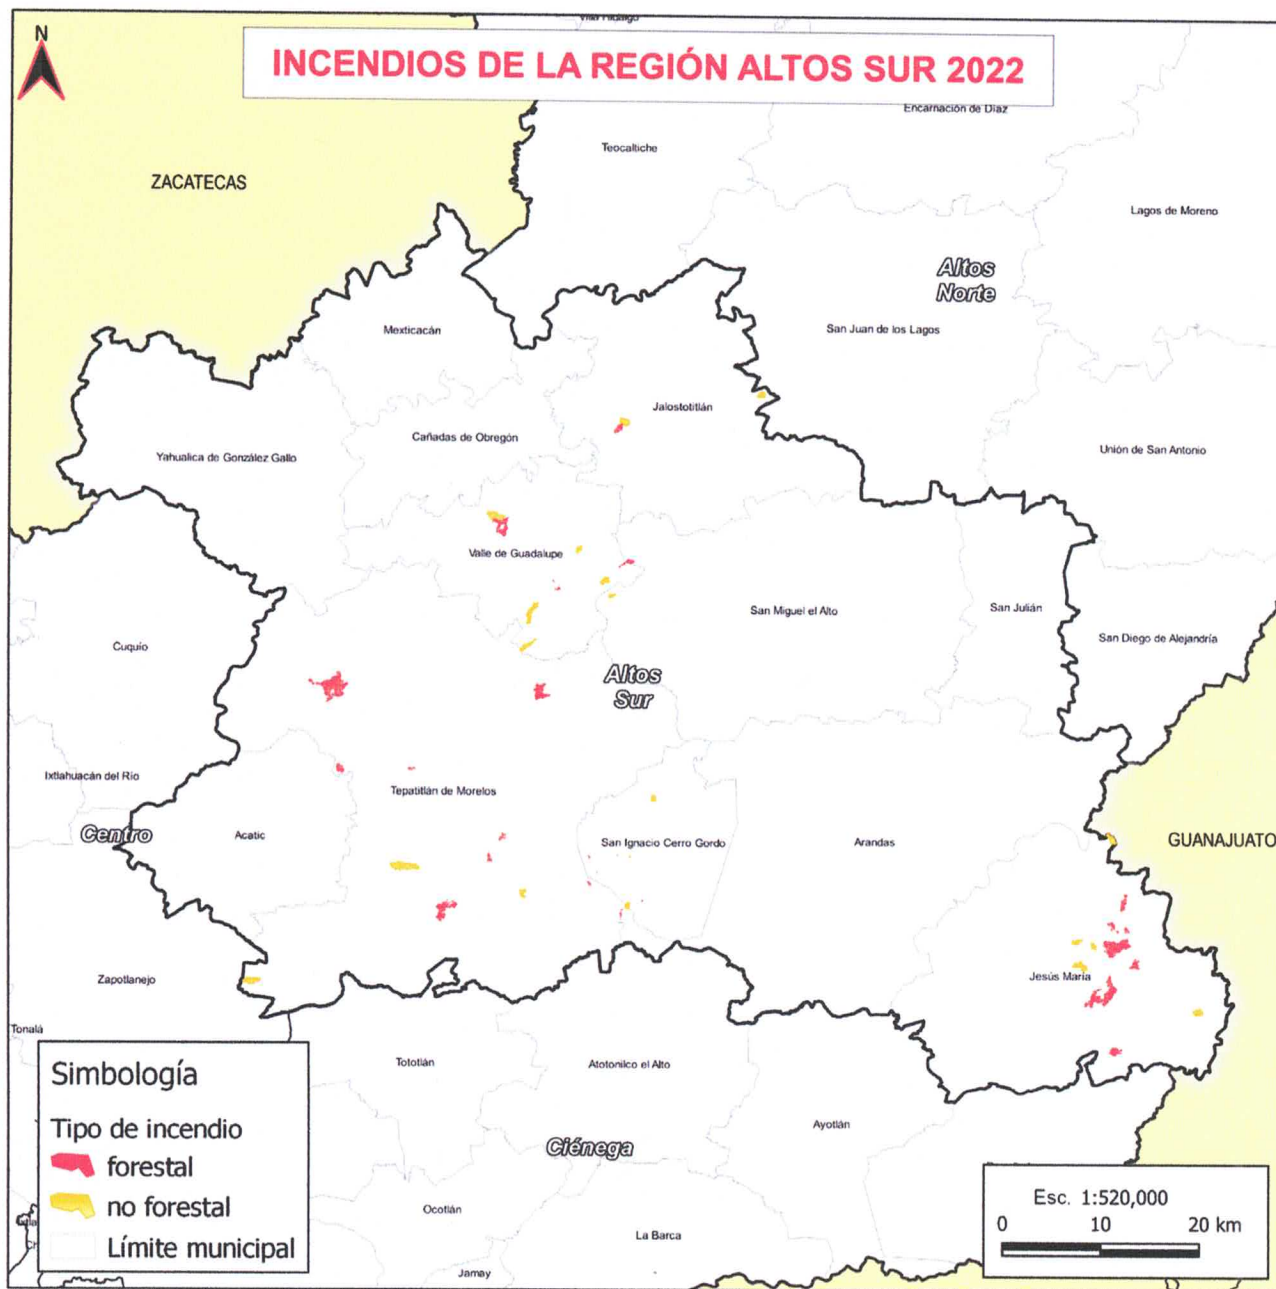 Villa Hidalgo
N
INCENDIOS DE LA REGIÓN ALTOS SUR 2022
Encarnación de Díaz
Teocaltiche
ZACATECAS
Lagos de Moreno
Altos
Norte
Mexticacán
San Juan de los Lagos
Jalostotitlán
Cañadas de Obregón
Unión de San Antonio
Yahualica de González Gallo
Valle de Guadalupe
San Miguel el Alto
San Julián
San Diego de Alejandría
Cuquío
Altos
Sur
Ixtlahuacán del Río
Tepatitlán de Morelos
Centro
Acatic
San Ignacio Cerro Gordo
Arandas
GUANAJUATO
Zapotlanejo
Jesús María
Tonalá
Simbología
Tipo de incendio
forestal
no forestal
Límite municipal
Tototlán
Atotonilco el Alto
Ayotlán
Ciénega
Ocotlán
La Barca
Jamay
Esc. 1:520,000
0 10 20 km